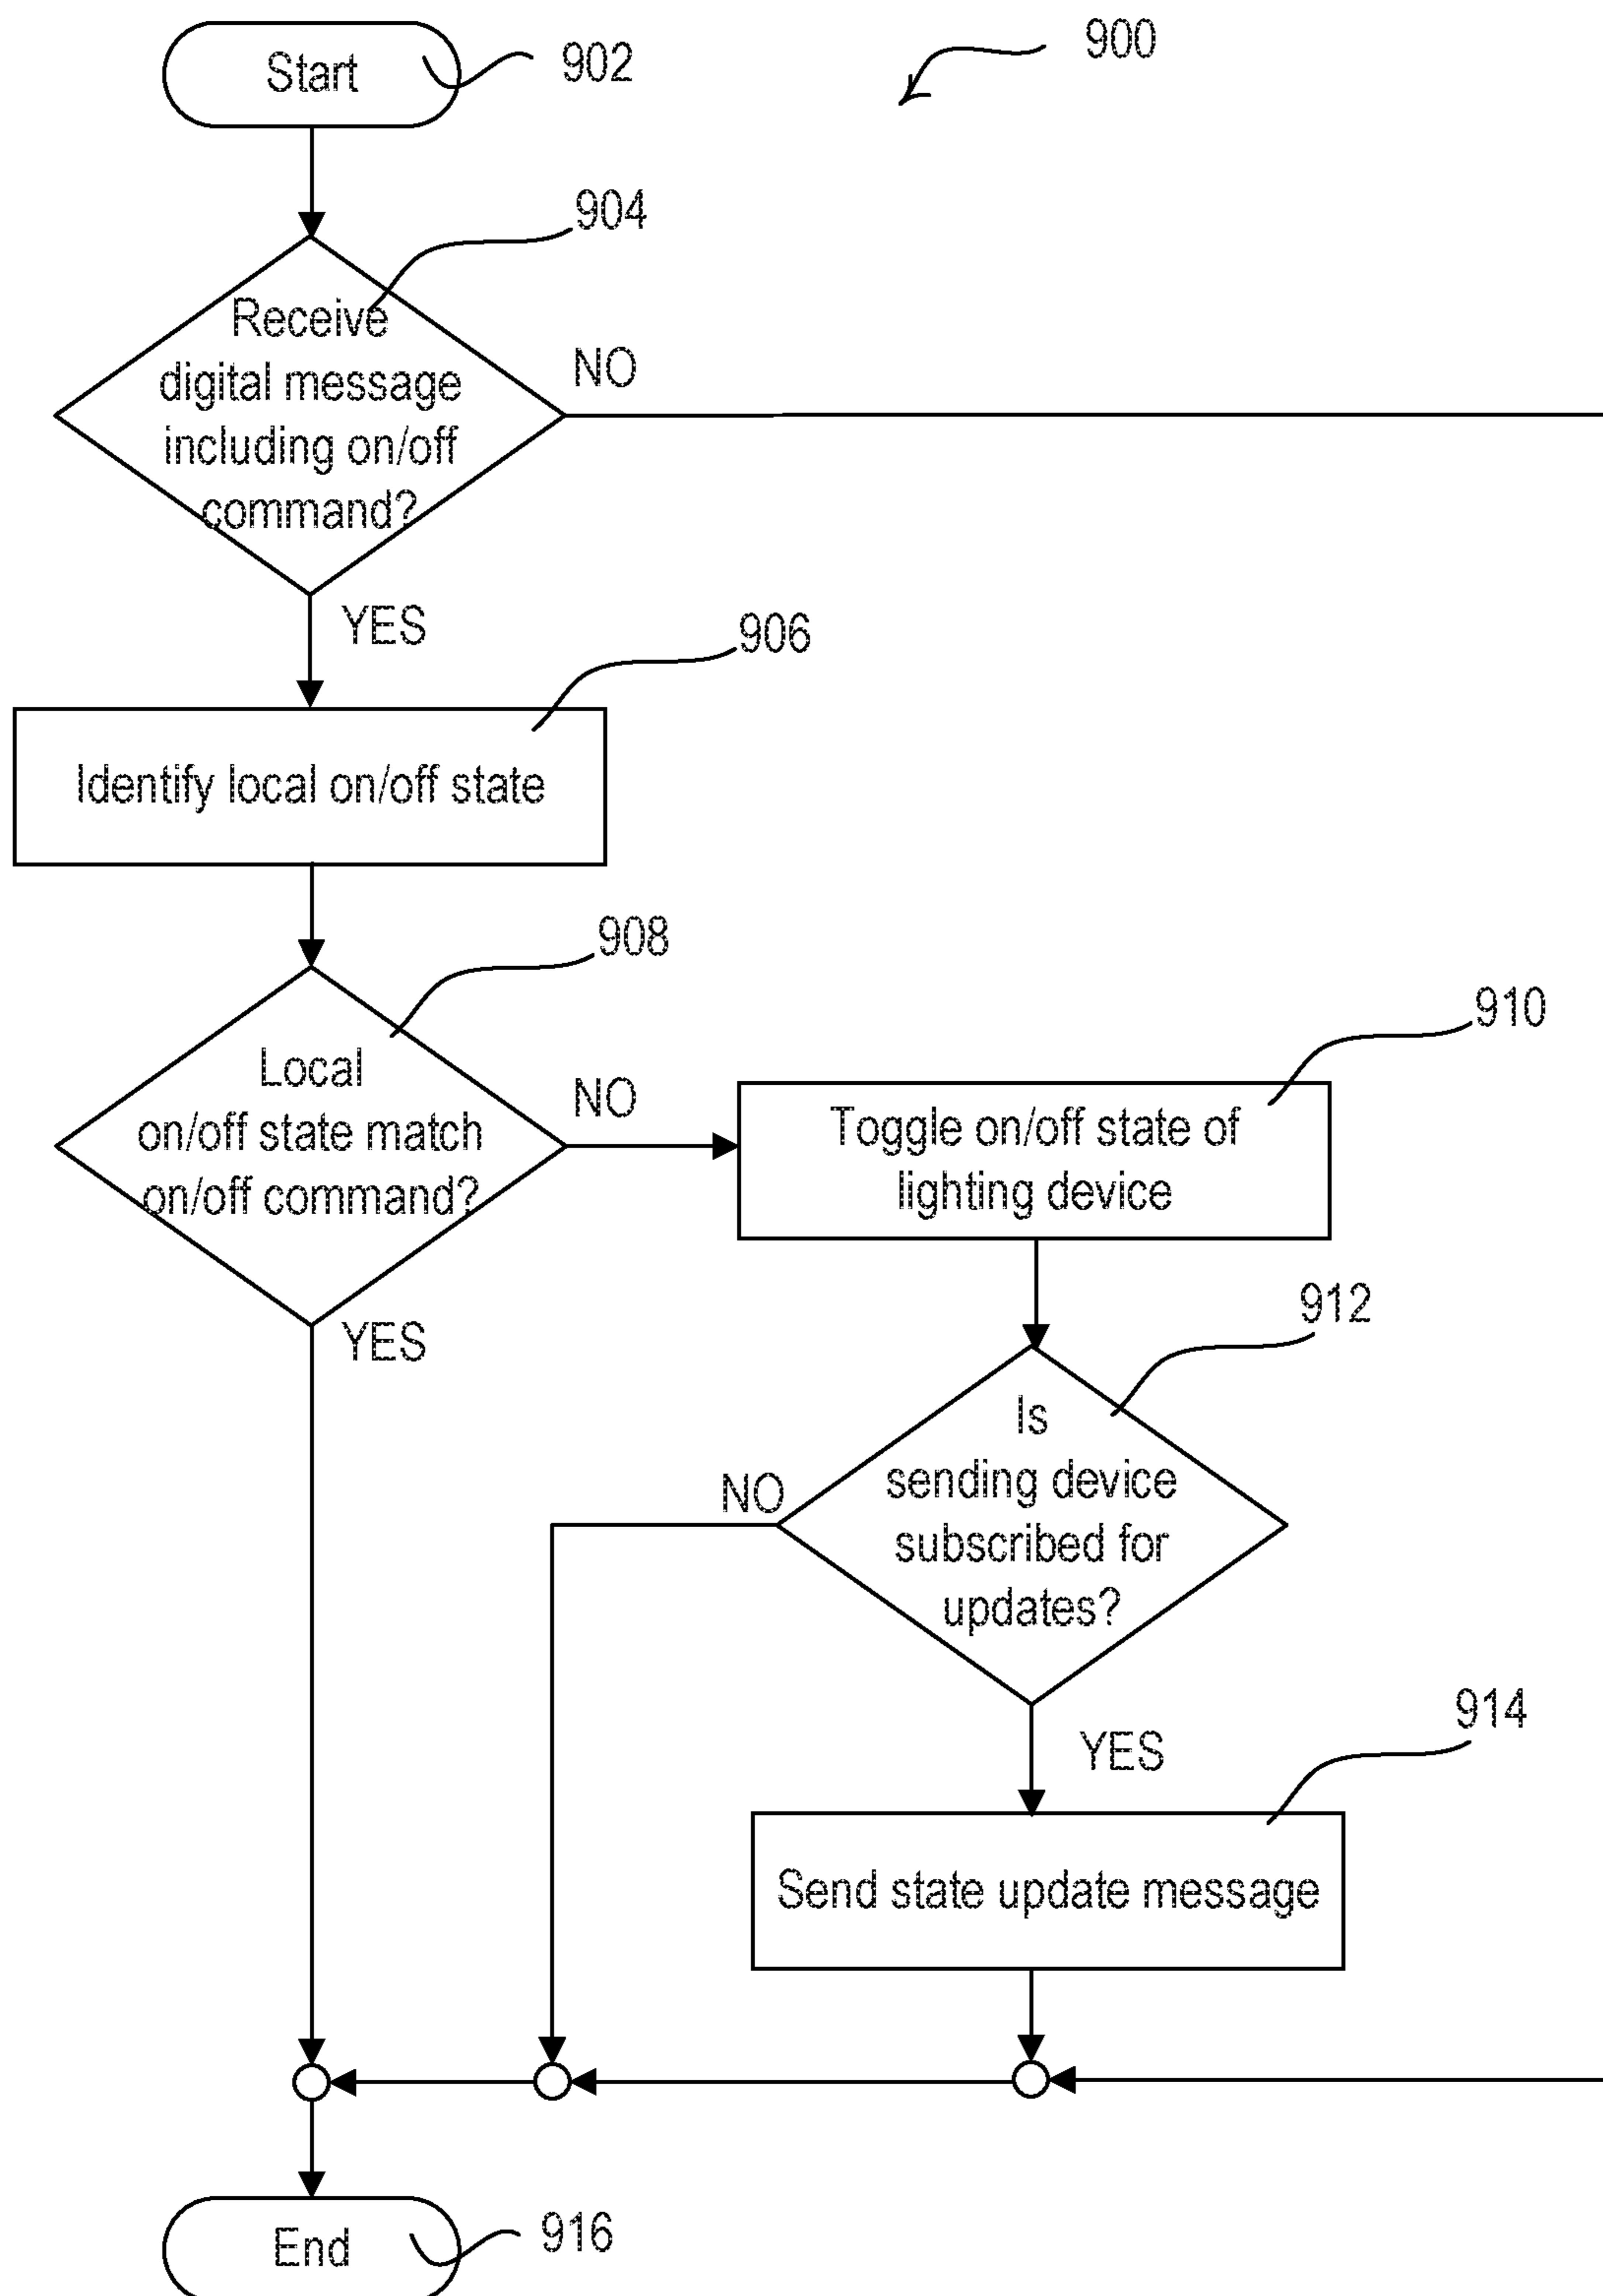 Start
902
900
904
Receive
digital message
including on/off
command?
NO
YES
906
Identify local on/off state
908
Local
on/off state match
on/off command?
NO
YES
910
Toggle on/off state of
lighting device
912
Is
sending device
subscribed for
updates?
NO
YES
914
Send state update message
End
916